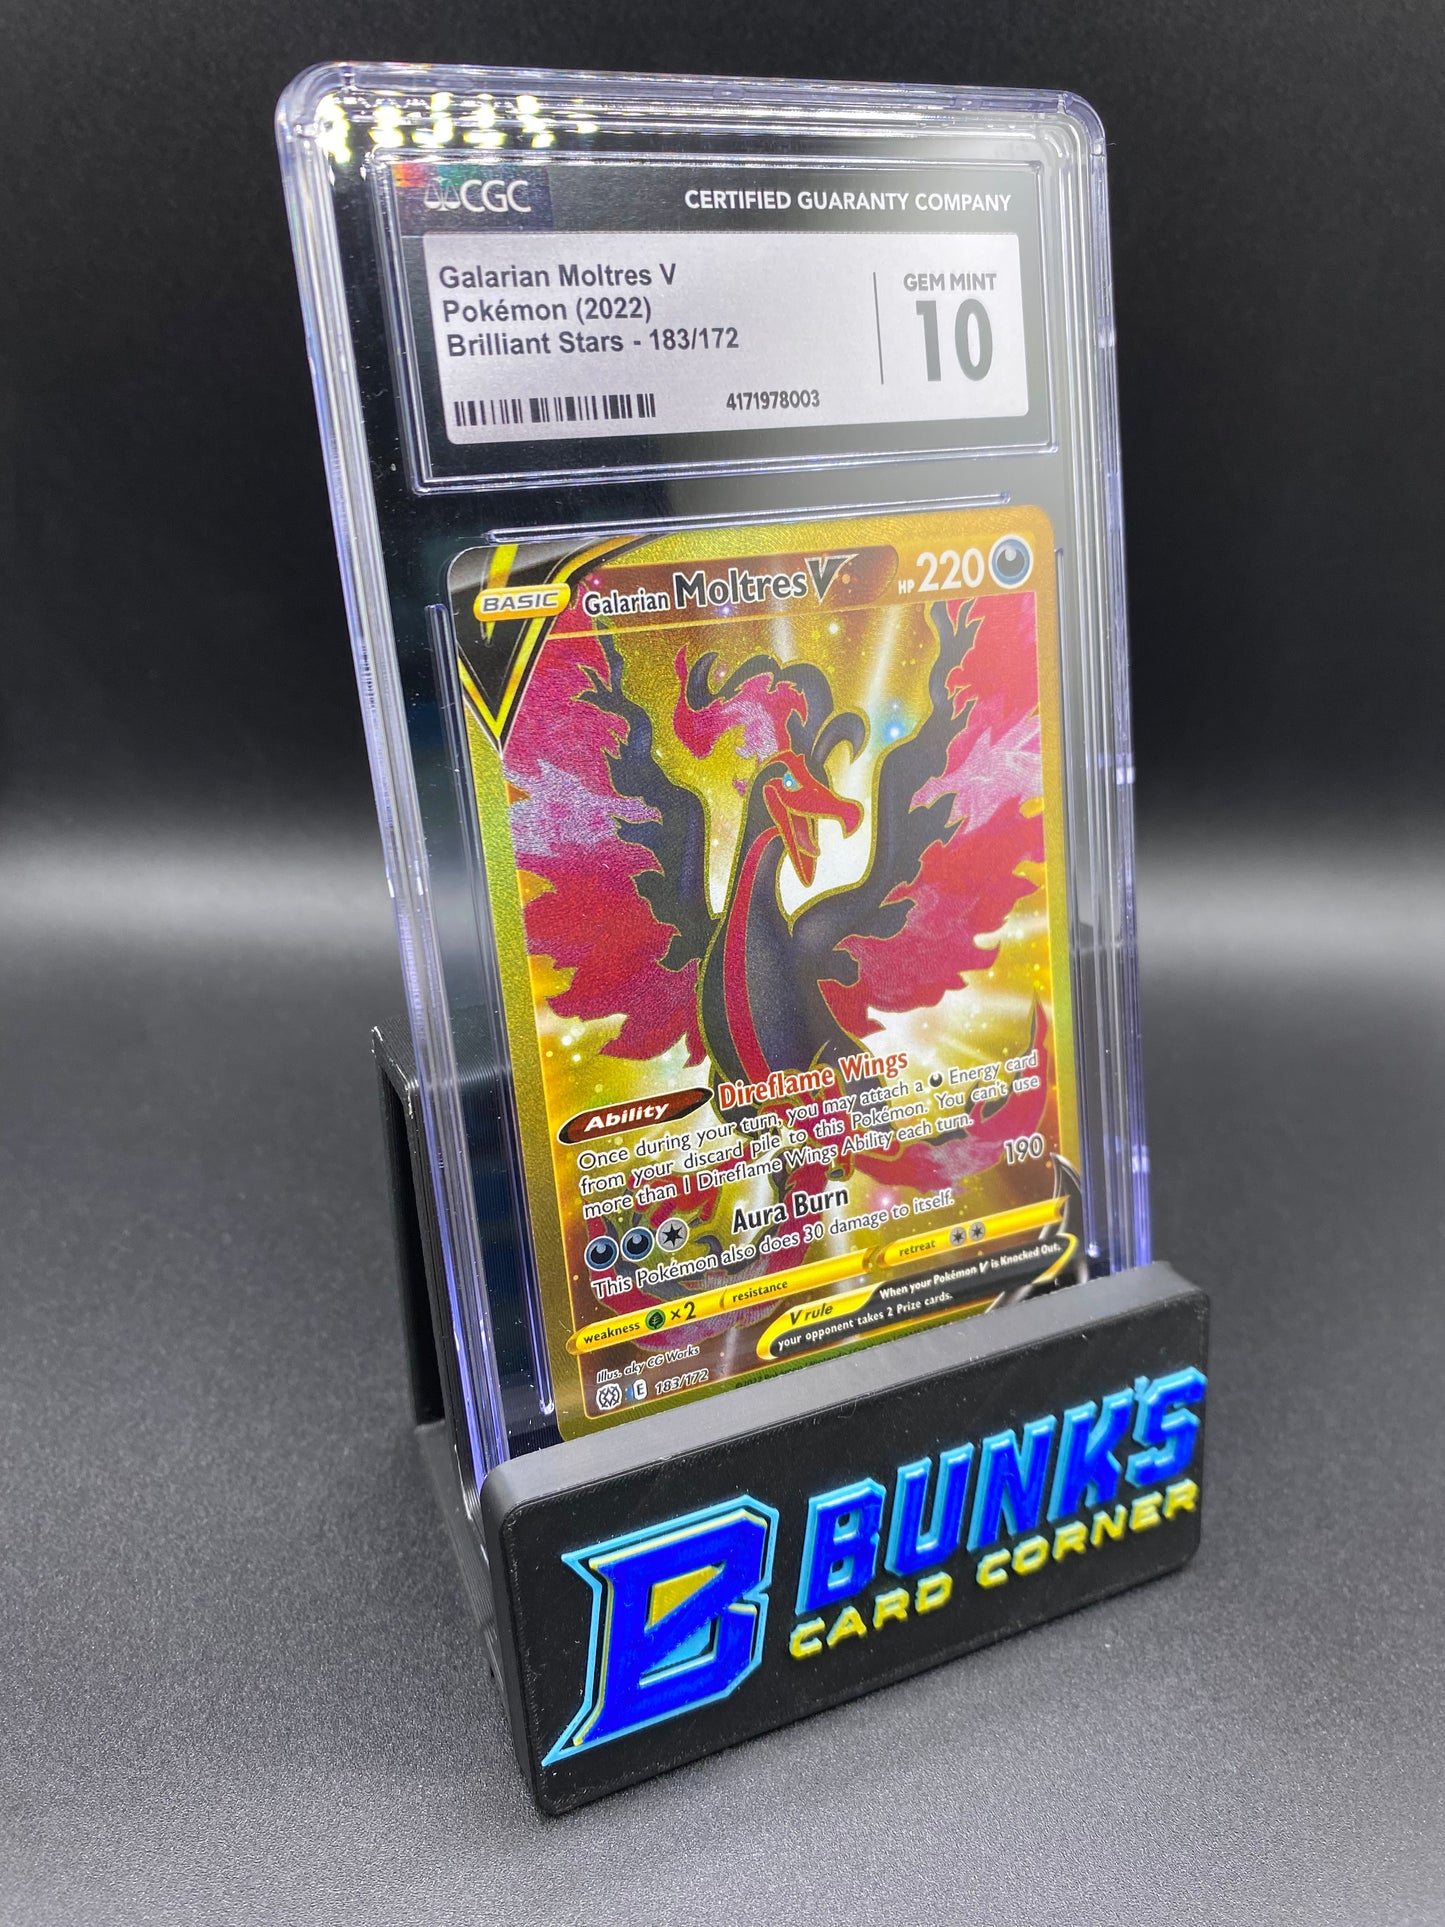 CGC
CERTIFIED GUARANTY COMPANY
Galarian Moltres V
Pokémon (2022)
Brilliant Stars - 183/172
GEM MINT
10
4171978003
BASIC
Galarian Moltres V
HP 220
Ability
Direflame Wings
Once during your turn, you may attach a Energy card
from your discard pile to this Pokémon. You can't use
more than 1 Direflame Wings Ability each turn.
Aura Burn 190
This Pokémon also does 30 damage to itself.
weakness ×2 resistance retreat
V rule When your Pokémon V is Knocked Out,
your opponent takes 2 Prize cards.
Illus. aky CG Works
E 183/172
B
BUNK'S
CARD CORNER